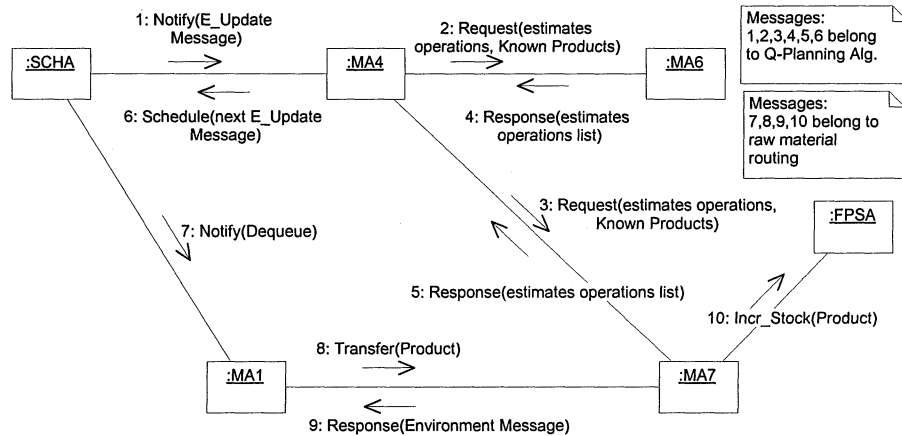 1: Notify(E_Update
Message)
2: Request(estimates
operations, Known Products)
Messages:
1,2,3,4,5,6 belong
to Q-Planning Alg.
:SCHA
:MA4
:MA6
6: Schedule(next E_Update
Message)
4: Response(estimates
operations list)
Messages:
7,8,9,10 belong to
raw material
routing
3: Request(estimates operations,
Known Products)
:FPSA
7: Notify(Dequeue)
5: Response(estimates operations list)
10: Incr_Stock(Product)
8: Transfer(Product)
:MA1
:MA7
9: Response(Environment Message)